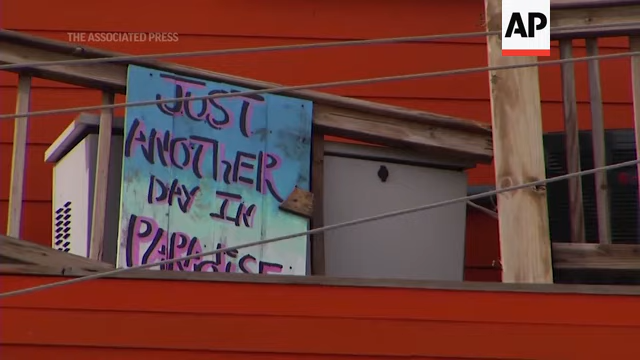 THE ASSOCIATED PRESS
AP
JUST
ANOThER
DAY IN
PARADISE